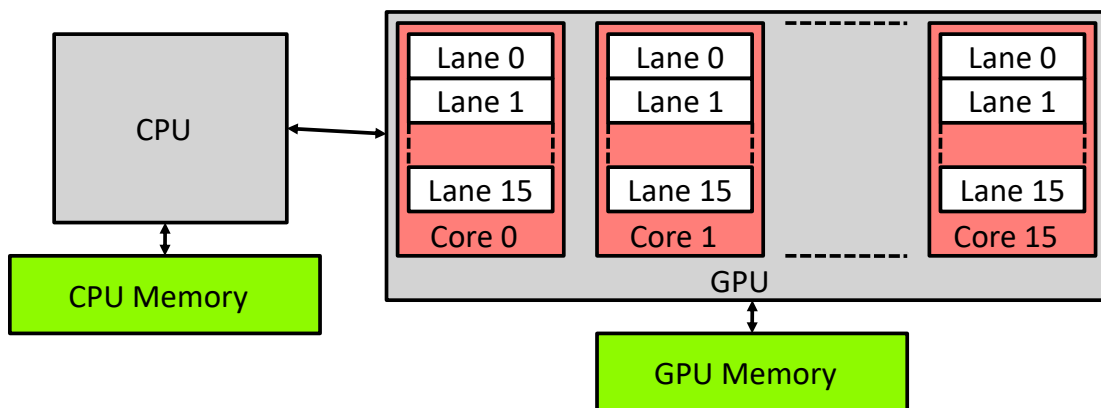 CPU
CPU Memory
Lane 0
Lane 1
Lane 15
Core 0
Lane 0
Lane 1
Lane 15
Core 1
Lane 0
Lane 1
Lane 15
Core 15
GPU
GPU Memory